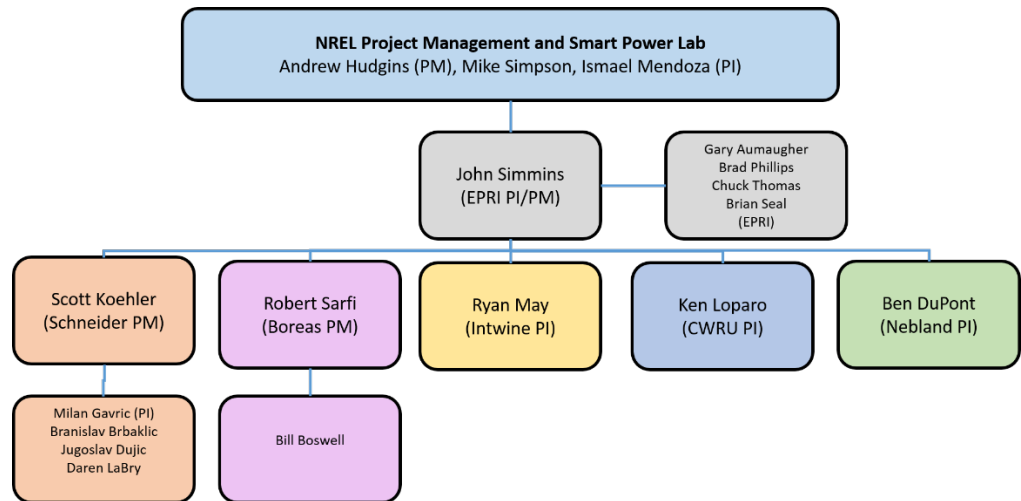 NREL Project Management and Smart Power Lab
Andrew Hudgins (PM), Mike Simpson, Ismael Mendoza (PI)
John Simmins
(EPRI PI/PM)
Gary Aumaugher
Brad Phillips
Chuck Thomas
Brian Seal
(EPRI)
Scott Koehler
(Schneider PM)
Robert Sarfi
(Boreas PM)
Ryan May
(Intwine PI)
Ken Loparo
(CWRU PI)
Ben DuPont
(Nebland PI)
Milan Gavric (PI)
Branislav Brbaklic
Jugoslav Dujic
Daren LaBry
Bill Boswell